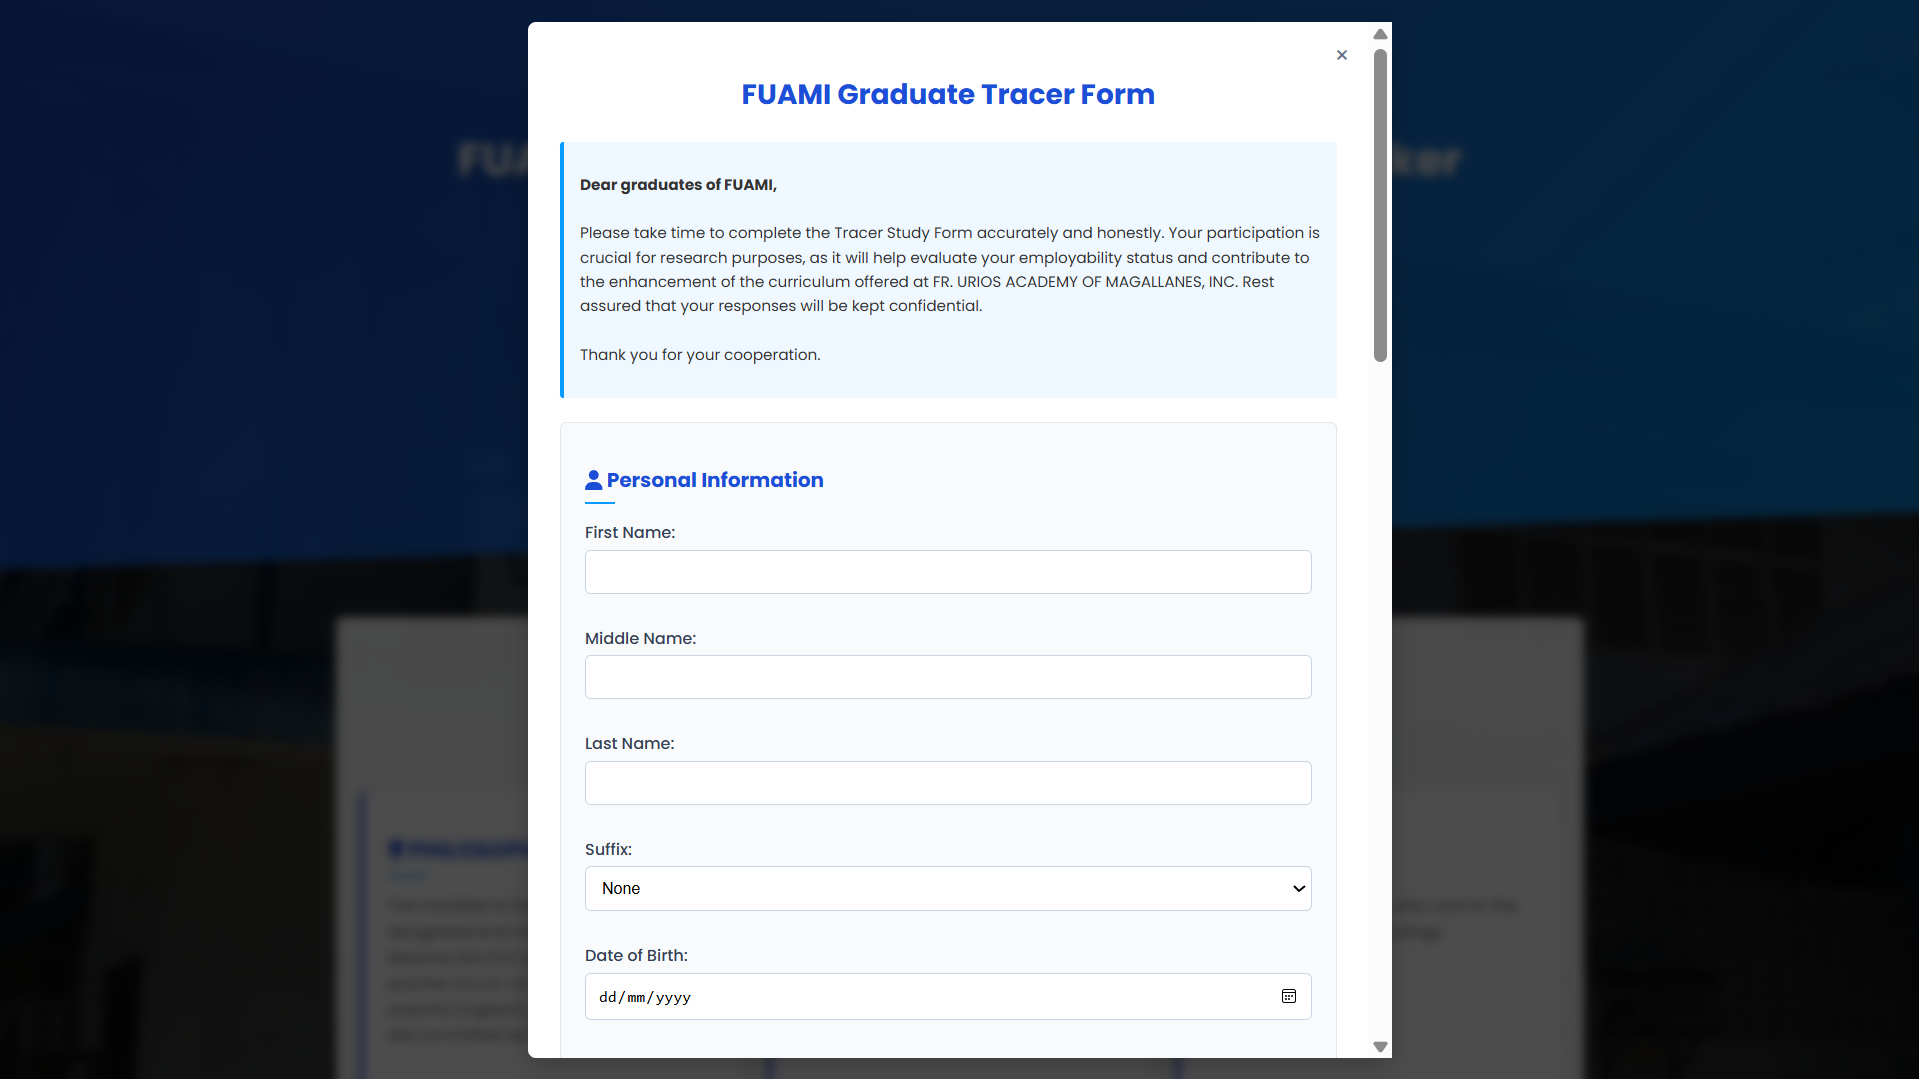 ×
FUAMI Graduate Tracer Form
Dear graduates of FUAMI,
Please take time to complete the Tracer Study Form accurately and honestly. Your participation is
crucial for research purposes, as it will help evaluate your employability status and contribute to
the enhancement of the curriculum offered at FR. URIOS ACADEMY OF MAGALLANES, INC. Rest
assured that your responses will be kept confidential.
Thank you for your cooperation.
Personal Information
First Name:
Middle Name:
Last Name:
Suffix:
None
Date of Birth:
dd/mm/yyyy